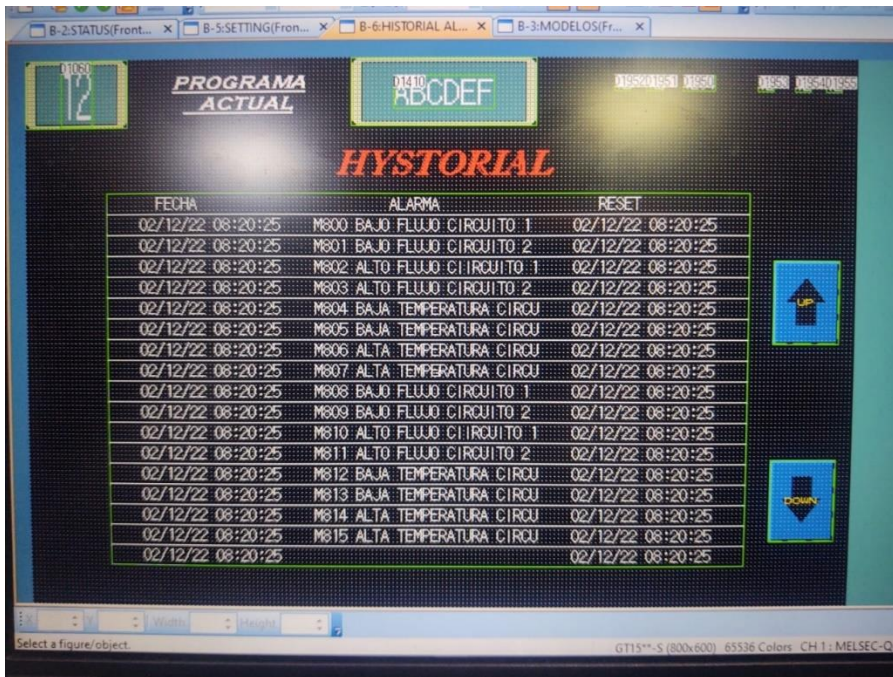 B-2:STATUS(Front... × B-5:SETTING(Fron... × B-6:HISTORIAL AL... × B-3:MODELOS(Fr... ×
D1060
12
PROGRAMA
ACTUAL
D1410
ABCDEF
D1952D1951 D1950 D1953 D1954D1955
HYSTORIAL
FECHA ALARMA RESET
02/12/22 08:20:25 M800 BAJO FLUJO CIRCUITO 1 02/12/22 08:20:25
02/12/22 08:20:25 M801 BAJO FLUJO CIRCUITO 2 02/12/22 08:20:25
02/12/22 08:20:25 M802 ALTO FLUJO CIIRCUITO 1 02/12/22 08:20:25
02/12/22 08:20:25 M803 ALTO FLUJO CIRCUITO 2 02/12/22 08:20:25
02/12/22 08:20:25 M804 BAJA TEMPERATURA CIRCU 02/12/22 08:20:25
02/12/22 08:20:25 M805 BAJA TEMPERATURA CIRCU 02/12/22 08:20:25
02/12/22 08:20:25 M806 ALTA TEMPERATURA CIRCU 02/12/22 08:20:25
02/12/22 08:20:25 M807 ALTA TEMPERATURA CIRCU 02/12/22 08:20:25
02/12/22 08:20:25 M808 BAJO FLUJO CIRCUITO 1 02/12/22 08:20:25
02/12/22 08:20:25 M809 BAJO FLUJO CIRCUITO 2 02/12/22 08:20:25
02/12/22 08:20:25 M810 ALTO FLUJO CIIRCUITO 1 02/12/22 08:20:25
02/12/22 08:20:25 M811 ALTO FLUJO CIRCUITO 2 02/12/22 08:20:25
02/12/22 08:20:25 M812 BAJA TEMPERATURA CIRCU 02/12/22 08:20:25
02/12/22 08:20:25 M813 BAJA TEMPERATURA CIRCU 02/12/22 08:20:25
02/12/22 08:20:25 M814 ALTA TEMPERATURA CIRCU 02/12/22 08:20:25
02/12/22 08:20:25 M815 ALTA TEMPERATURA CIRCU 02/12/22 08:20:25
02/12/22 08:20:25 02/12/22 08:20:25
UP
DOWN
X Y Width Height
Select a figure/object. GT15**-S (800x600) 65536 Colors CH 1 : MELSEC-Q